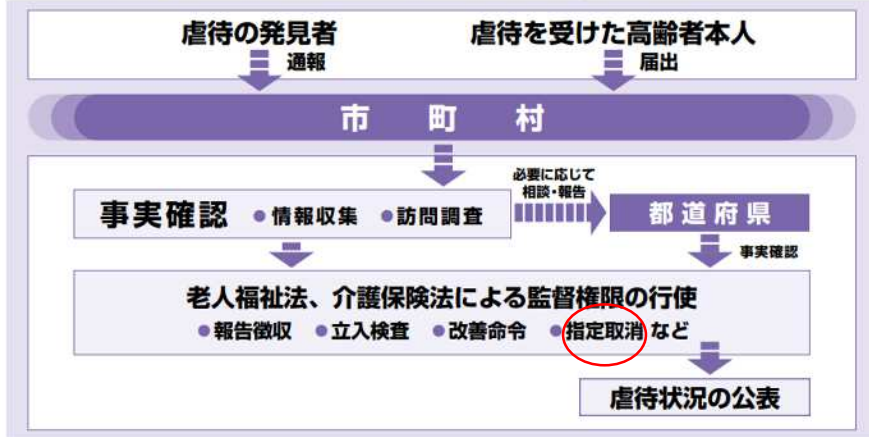 虐待の発見者 虐待を受けた高齢者本人
通報 届出
市町村
必要に応じて
相談・報告
事実確認 ●情報収集 ●訪問調査 都道府県
事実確認
老人福祉法、介護保険法による監督権限の行使
●報告徴収 ●立入検査 ●改善命令 ●指定取消 など
虐待状況の公表